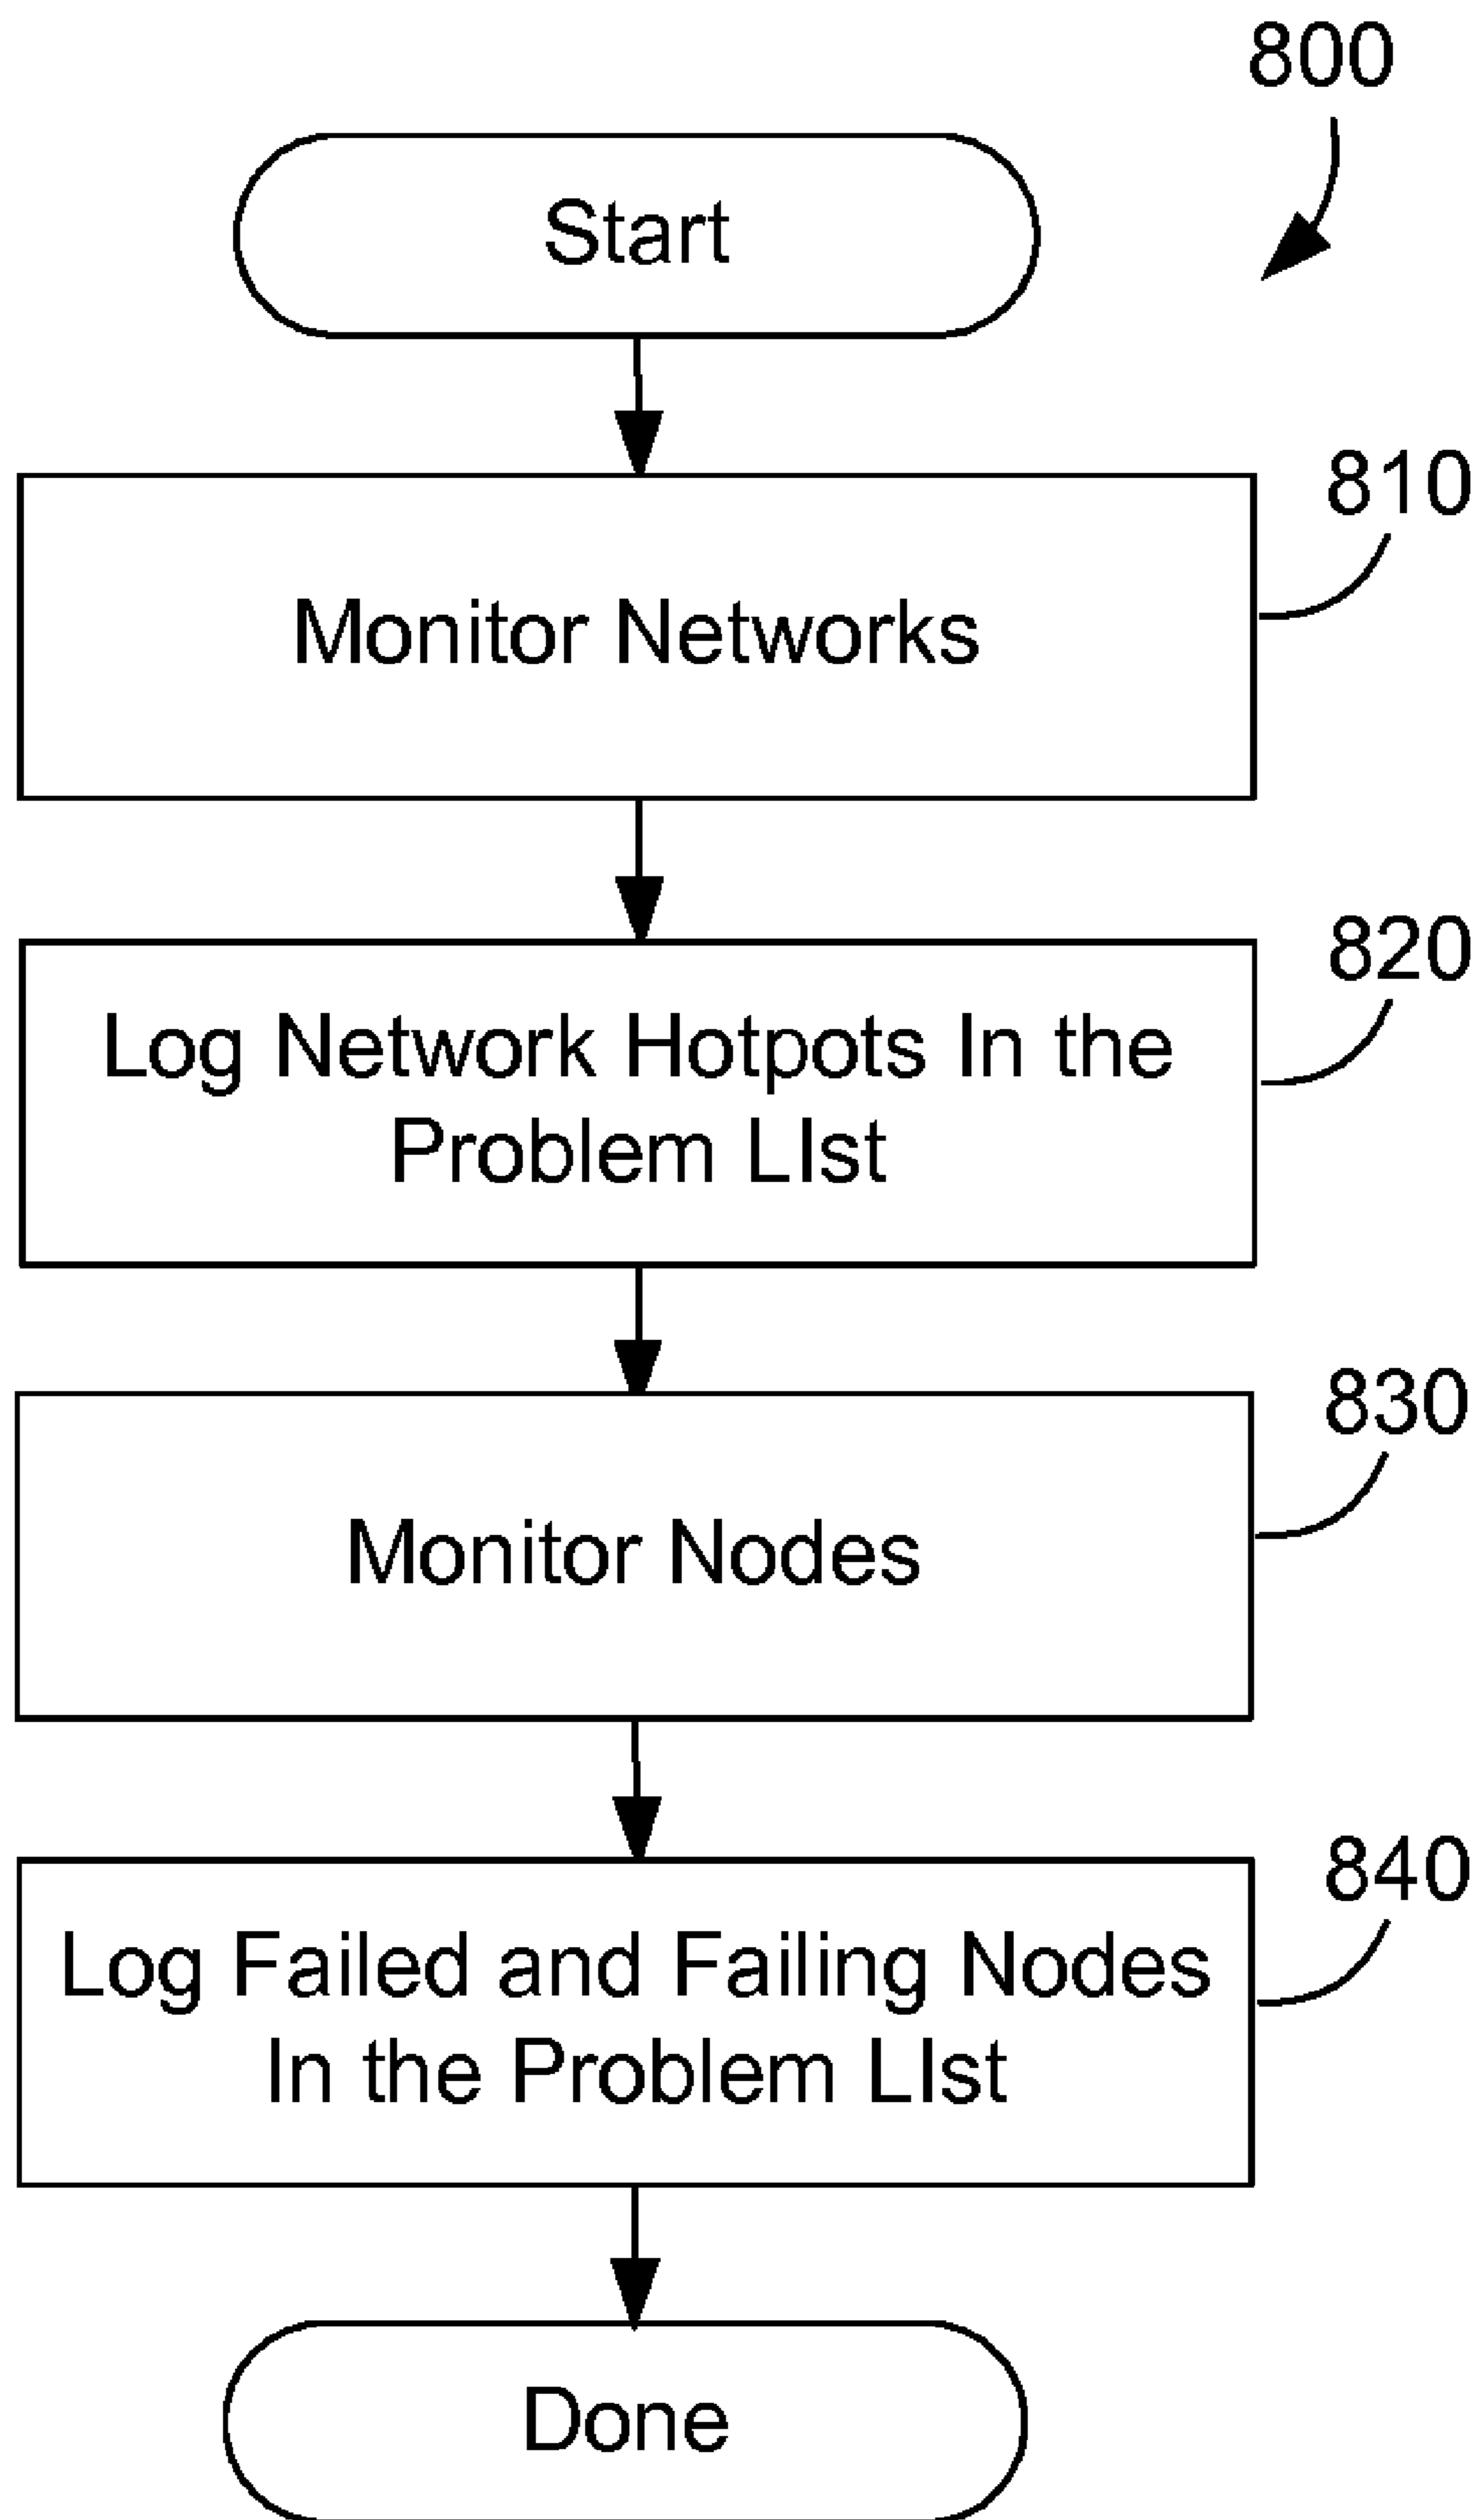 800
Start
810
Monitor Networks
820
Log Network Hotpots In the
Problem LIst
830
Monitor Nodes
840
Log Failed and Failing Nodes
In the Problem LIst
Done